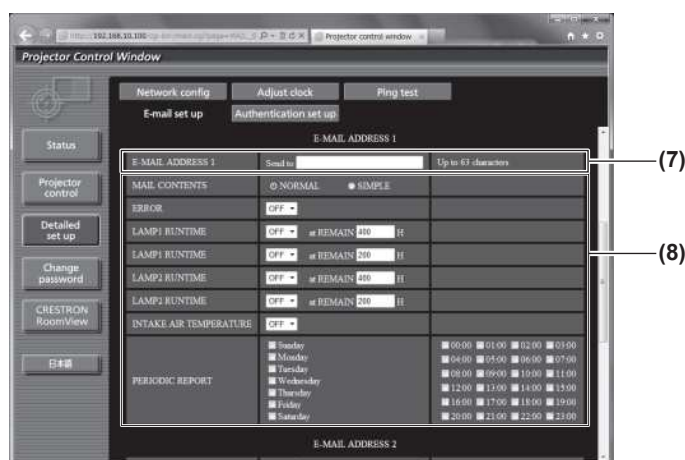 192.168.10.100
Projector control window
Projector Control Window
Network config Adjust clock Ping test
E-mail set up Authentication set up
Status
Projector control
Detailed set up
Change password
CRESTRON RoomView
日本語
E-MAIL ADDRESS 1
E-MAIL ADDRESS 1 Send to Up to 63 characters
(7)
MAIL CONTENTS NORMAL SIMPLE
ERROR OFF
LAMP1 RUNTIME OFF at REMAIN 400 H
LAMP1 RUNTIME OFF at REMAIN 200 H
(8)
LAMP2 RUNTIME OFF at REMAIN 400 H
LAMP2 RUNTIME OFF at REMAIN 200 H
INTAKE AIR TEMPERATURE OFF
PERIODIC REPORT
Sunday
Monday
Tuesday
Wednesday
Thursday
Friday
Saturday
00:00 01:00 02:00 03:00
04:00 05:00 06:00 07:00
08:00 09:00 10:00 11:00
12:00 13:00 14:00 15:00
16:00 17:00 18:00 19:00
20:00 21:00 22:00 23:00
E-MAIL ADDRESS 2